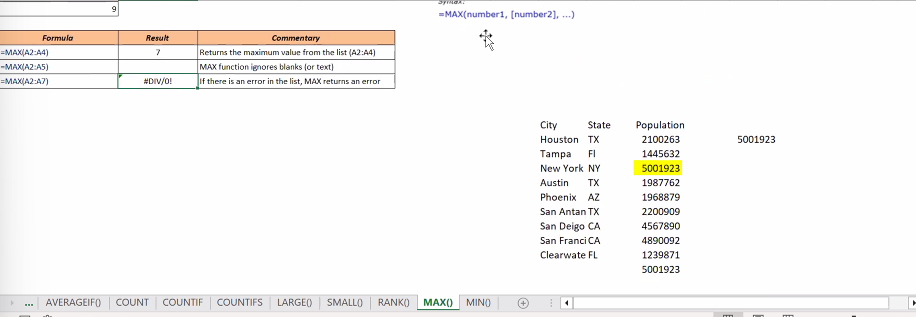 Syntax:
9
=MAX(number1, [number2], ...)
Formula Result Commentary
=MAX(A2:A4) 7 Returns the maximum value from the list (A2:A4)
=MAX(A2:A5) MAX function ignores blanks (or text)
=MAX(A2:A7) #DIV/0! If there is an error in the list, MAX returns an error
City State Population
Houston TX 2100263 5001923
Tampa Fl 1445632
New York NY 5001923
Austin TX 1987762
Phoenix AZ 1968879
San Antan TX 2200909
San Deigo CA 4567890
San Franci CA 4890092
Clearwate FL 1239871
5001923
... AVERAGEIF() COUNT COUNTIF COUNTIFS LARGE() SMALL() RANK() MAX() MIN()